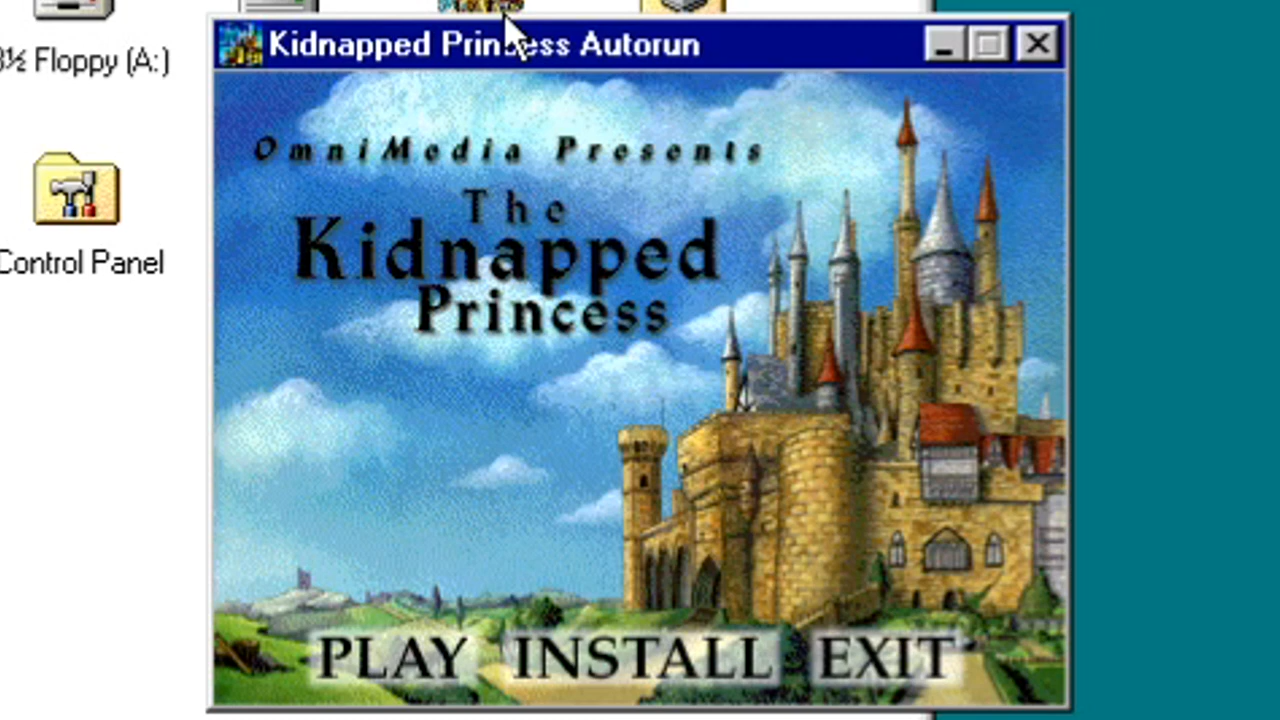 Kidnapped Princess Autorun
3½ Floppy (A:)
OmniMedia Presents
The
Kidnapped
Princess
Control Panel
PLAY INSTALL EXIT